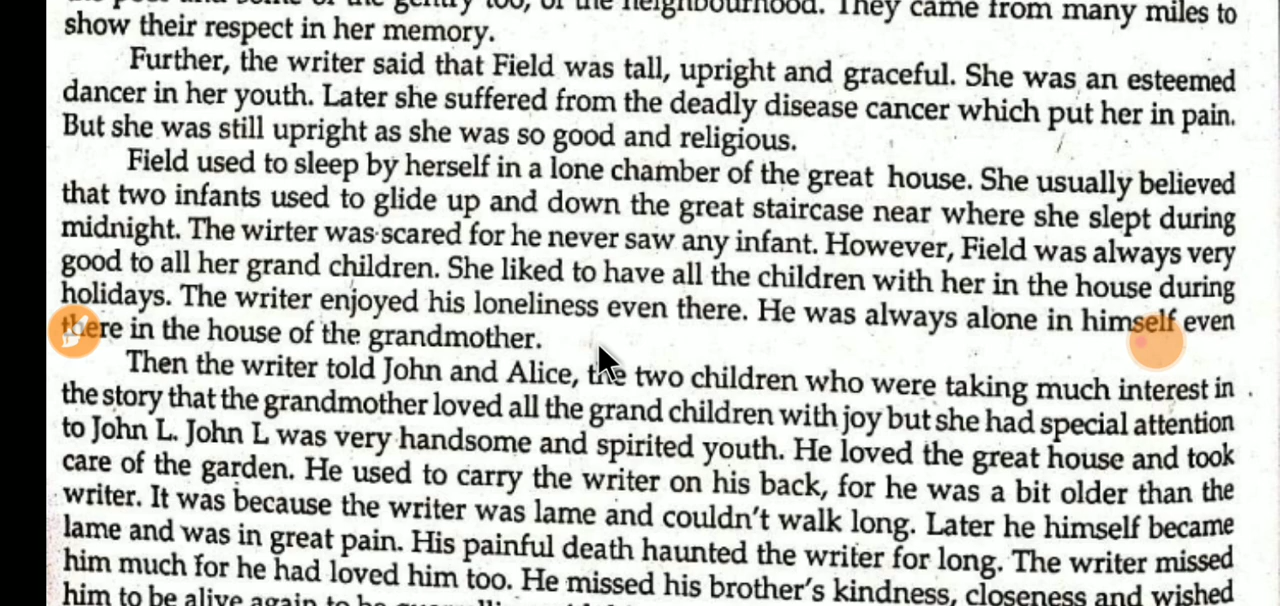 the gentry too, of the neighbourhood. They came from many miles to
show their respect in her memory.
Further, the writer said that Field was tall, upright and graceful. She was an esteemed
dancer in her youth. Later she suffered from the deadly disease cancer which put her in pain.
But she was still upright as she was so good and religious.
Field used to sleep by herself in a lone chamber of the great house. She usually believed
that two infants used to glide up and down the great staircase near where she slept during
midnight. The wirter was scared for he never saw any infant. However, Field was always very
good to all her grand children. She liked to have all the children with her in the house during
holidays. The writer enjoyed his loneliness even there. He was always alone in himself even
there in the house of the grandmother.
Then the writer told John and Alice, the two children who were taking much interest in
the story that the grandmother loved all the grand children with joy but she had special attention
to John L. John L was very handsome and spirited youth. He loved the great house and took
care of the garden. He used to carry the writer on his back, for he was a bit older than the
writer. It was because the writer was lame and couldn't walk long. Later he himself became
lame and was in great pain. His painful death haunted the writer for long. The writer missed
him much for he had loved him too. He missed his brother's kindness, closeness and wished
him to be alive again to be